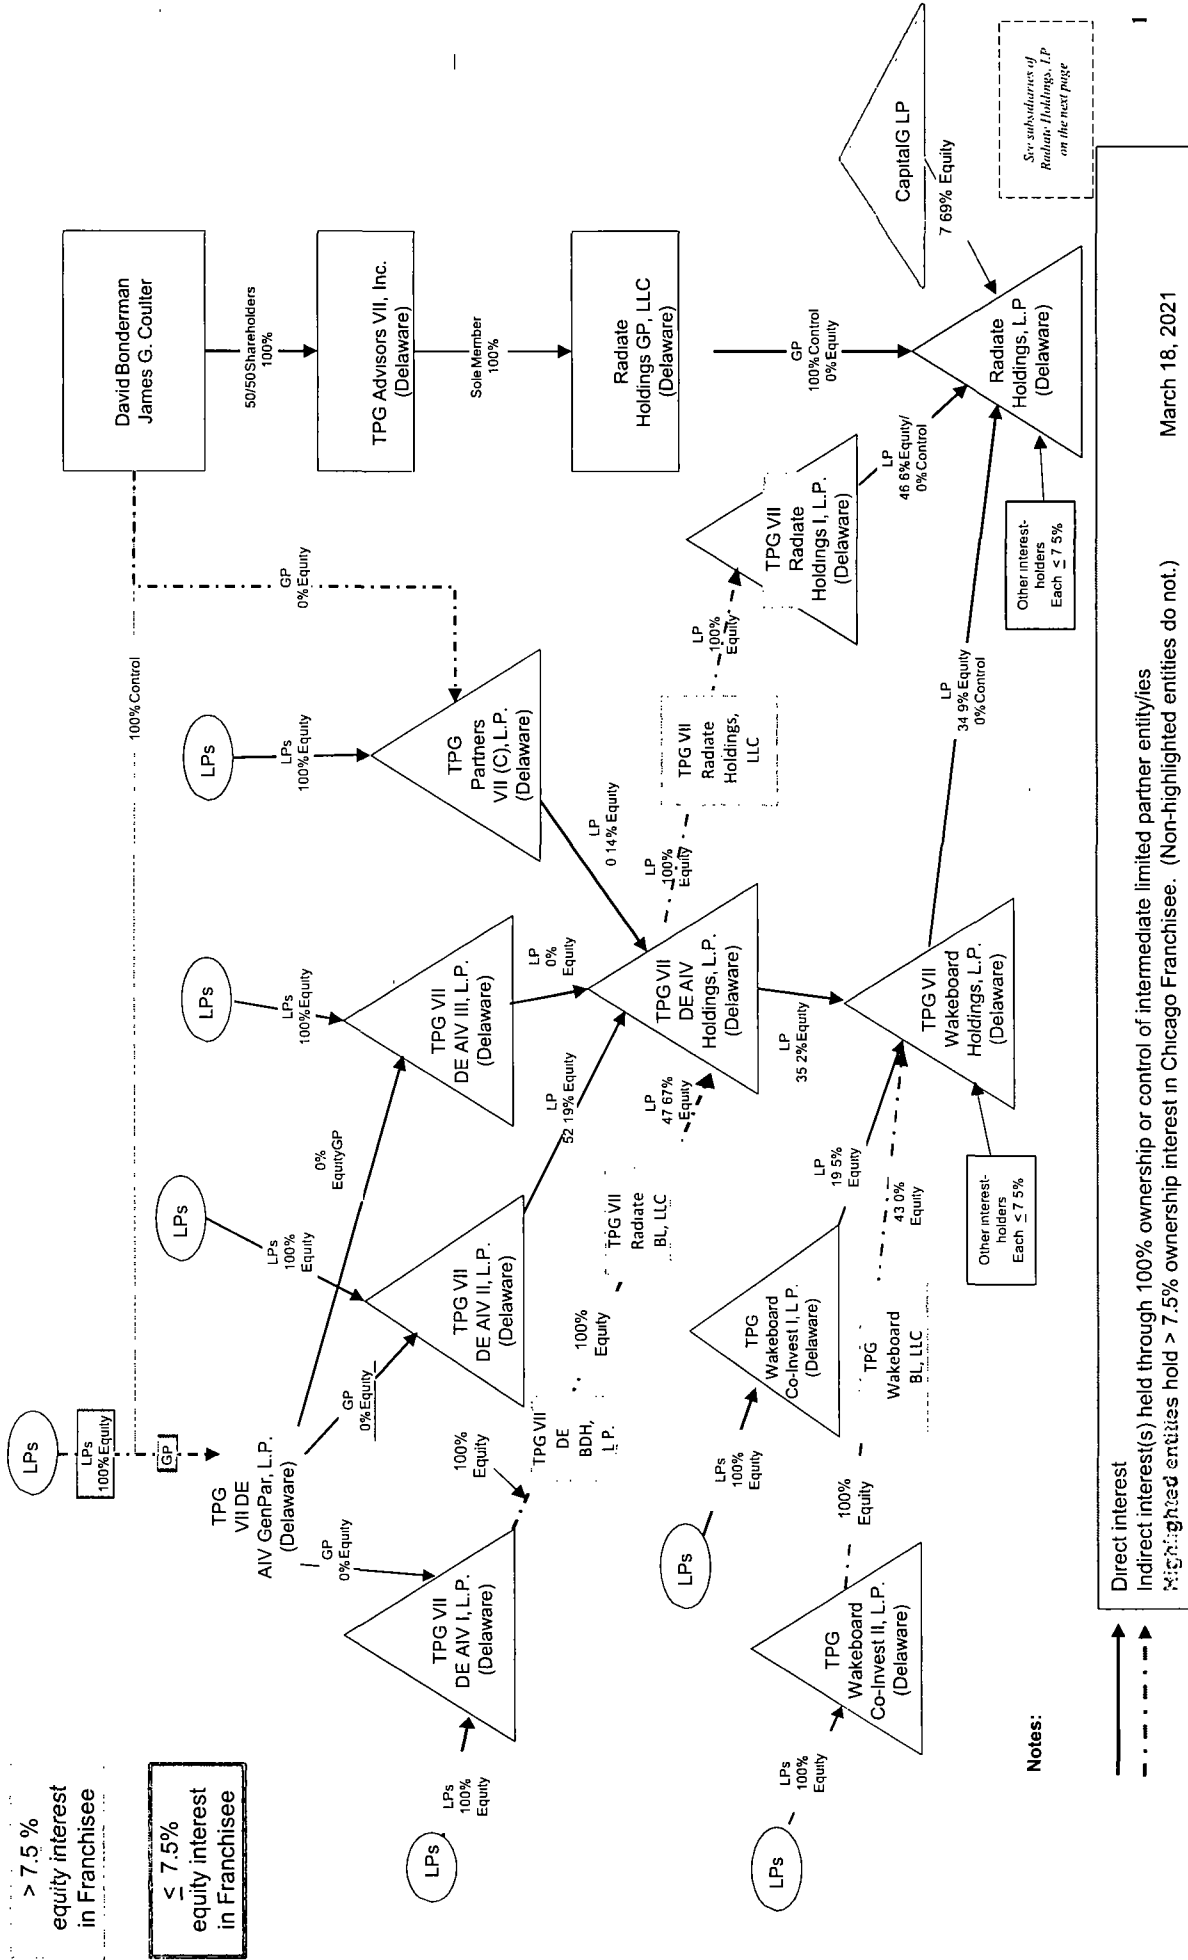 > 7.5 %
equity interest
in Franchisee
≤ 7.5%
equity interest
in Franchisee
LPs
LPs
100% Equity
GP
100% Control
TPG
VII DE
AIV GenPar, L.P.
(Delaware)
GP
0% Equity
GP
0% Equity
0%
Equity GP
LPs
LPs
100%
Equity
LPs
LPs
100% Equity
LPs
LPs
100% Equity
GP
0% Equity
David Bonderman
James G. Coulter
50/50 Shareholders
100%
TPG Advisors VII, Inc.
(Delaware)
Sole Member
100%
Radiate
Holdings GP, LLC
(Delaware)
GP
100% Control
0% Equity
LPs
LPs
100%
Equity
TPG VII
DE AIV I, L.P.
(Delaware)
TPG VII
DE AIV II, L.P.
(Delaware)
TPG VII
DE AIV III, L.P.
(Delaware)
TPG
Partners
VII (C), L.P.
(Delaware)
100%
Equity
TPG VII
DE
BDH,
L.P.
100%
Equity
TPG VII
Radiate
BL, LLC
LP
47 67%
Equity
LP
52 19% Equity
LP
0%
Equity
LP
0 14% Equity
TPG VII
DE AIV
Holdings, L.P.
(Delaware)
LP
100%
Equity
TPG VII
Radiate
Holdings,
LLC
LP
100%
Equity
TPG VII
Radiate
Holdings I, L.P.
(Delaware)
LP
46 6% Equity/
0% Control
LPs
LPs
100%
Equity
TPG
Wakeboard
Co-Invest II, L.P.
(Delaware)
LPs
LPs
100%
Equity
TPG
Wakeboard
Co-Invest I, L P.
(Delaware)
100%
Equity
TPG
Wakeboard
BL, LLC
LP
19 5%
Equity
43 0%
Equity
LP
35 2% Equity
TPG VII
Wakeboard
Holdings, L.P.
(Delaware)
Other interest-
holders
Each ≤ 7 5%
LP
34 9% Equity
0% Control
Radiate
Holdings, L.P
(Delaware)
Other interest-
holders
Each ≤ 7 5%
CapitalG LP
7 69% Equity
See subsidiaries of
Radiate Holdings, LP
on the next page
Notes:
Direct interest
Indirect interest(s) held through 100% ownership or control of intermediate limited partner entity/ies
Highlighted entities hold > 7.5% ownership interest in Chicago Franchisee. (Non-highlighted entities do not.)
March 18, 2021
1